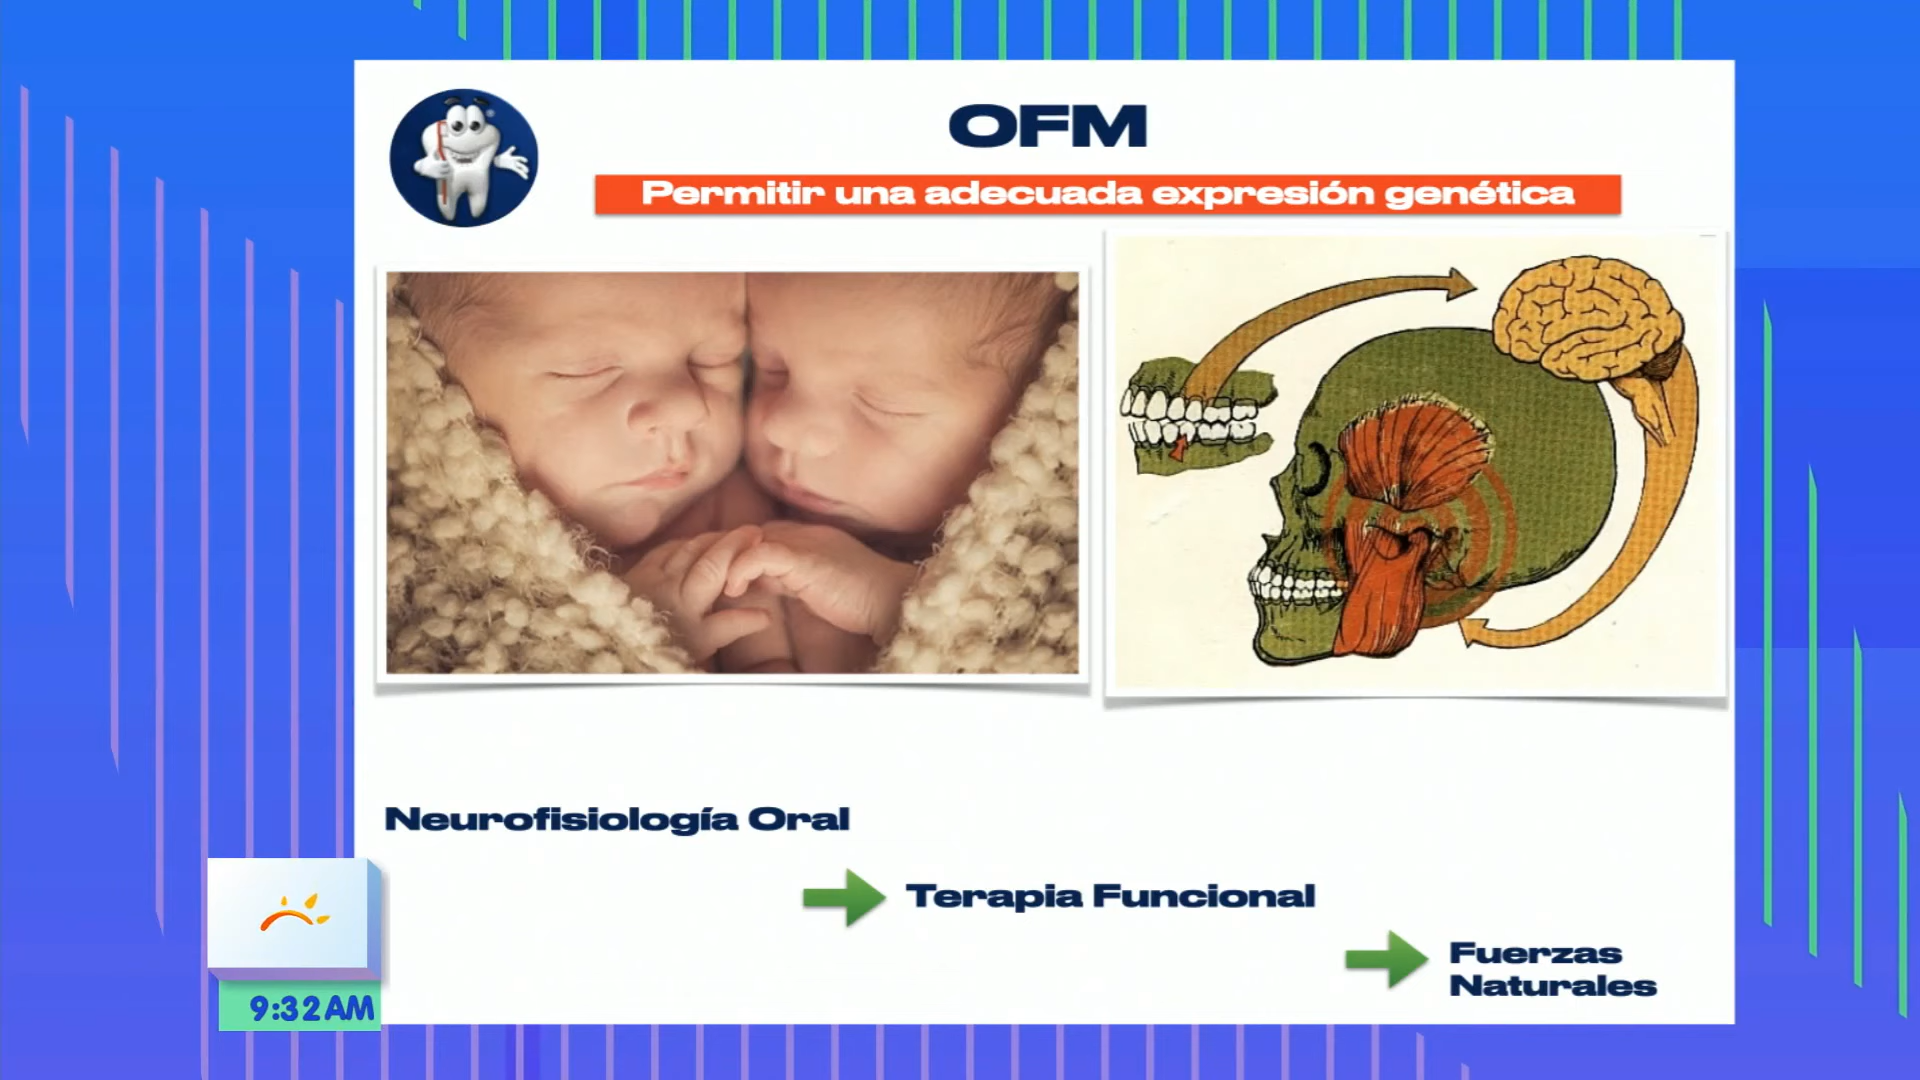 OFM
Permitir una adecuada expresión genética
Neurofisiología Oral
Terapia Funcional
Fuerzas
Naturales
9:32AM